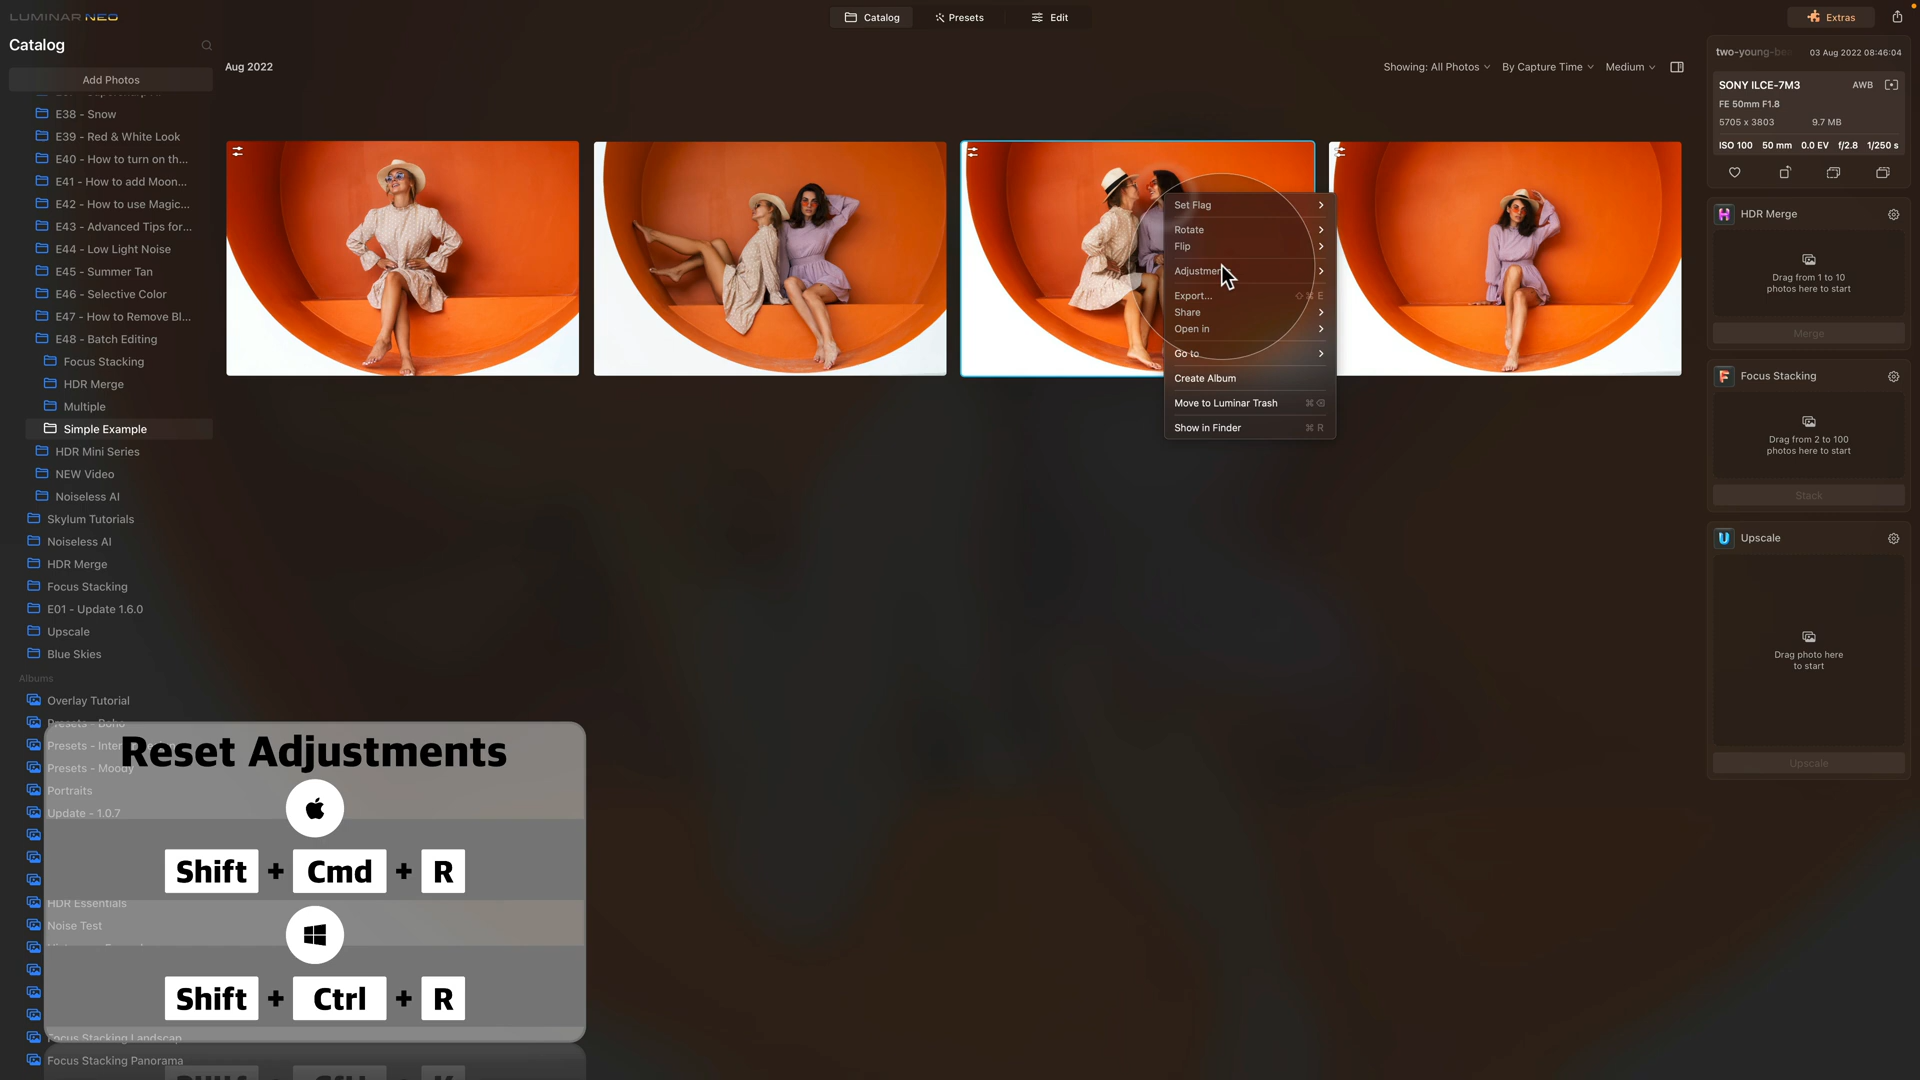 LUMINAR NEO
Catalog
Presets
Edit
Extras
Catalog
Add Photos
E38 - Snow
E39 - Red & White Look
E40 - How to turn on th...
E41 - How to add Moon...
E42 - How to use Magic...
E43 - Advanced Tips for...
E44 - Low Light Noise
E45 - Summer Tan
E46 - Selective Color
E47 - How to Remove Bl...
E48 - Batch Editing
Focus Stacking
HDR Merge
Multiple
Simple Example
HDR Mini Series
NEW Video
Noiseless AI
Skylum Tutorials
Noiseless AI
HDR Merge
Focus Stacking
E01 - Update 1.6.0
Upscale
Blue Skies
Albums
Overlay Tutorial
Presets - Boho
Presets - Moody
Portraits
Update - 1.0.7
HDR Essentials
Noise Test
Focus Stacking Landscap
Focus Stacking Panorama
Reset Adjustments
Shift + Cmd + R
Shift + Ctrl + R
Aug 2022
Showing: All Photos
By Capture Time
Medium
Set Flag
Rotate
Flip
Adjustmen
Export... ⇧ ⌘ E
Share
Open in
Go to
Create Album
Move to Luminar Trash ⌘ ⌫
Show in Finder ⌘ R
two-young-be
03 Aug 2022 08:46:04
SONY ILCE-7M3 AWB
FE 50mm F1.8
5705 x 3803 9.7 MB
ISO 100 50 mm 0.0 EV f/2.8 1/250 s
HDR Merge
Drag from 1 to 10
photos here to start
Merge
Focus Stacking
Drag from 2 to 100
photos here to start
Stack
Upscale
Drag photo here
to start
Upscale